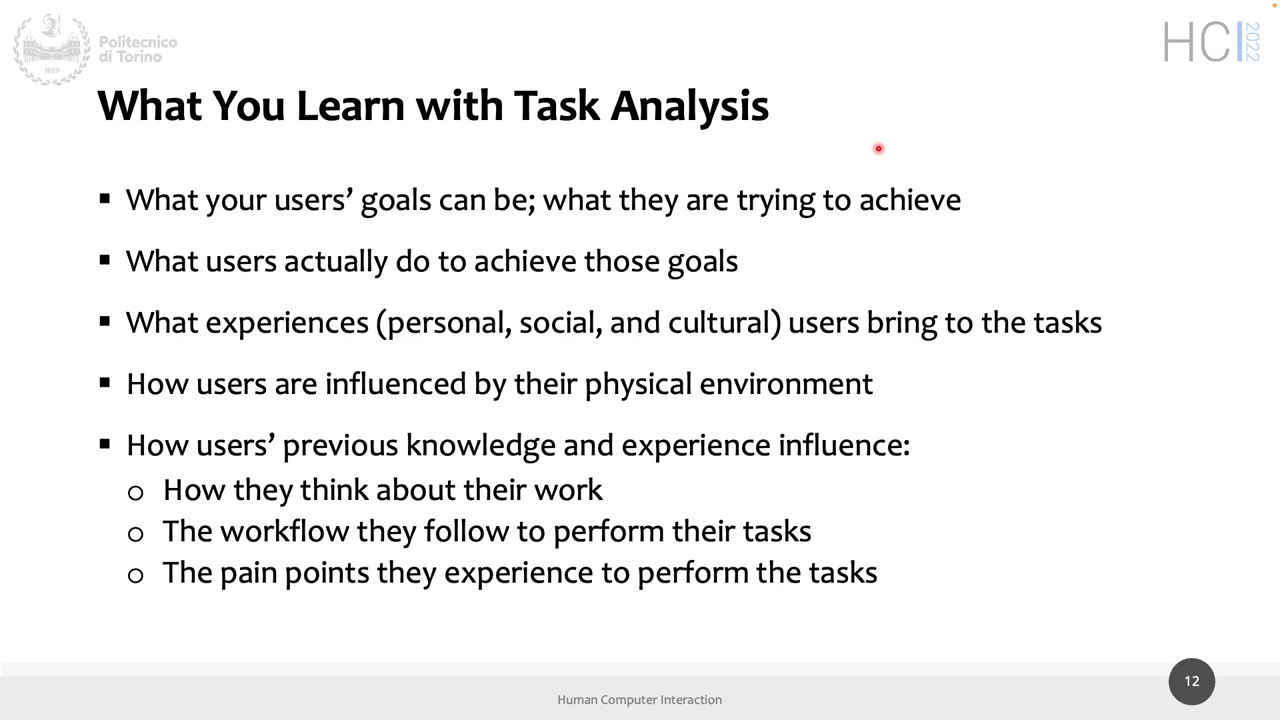 Politecnico
di Torino
1859
HCI 2022
What You Learn with Task Analysis
▪ What your users’ goals can be; what they are trying to achieve
▪ What users actually do to achieve those goals
▪ What experiences (personal, social, and cultural) users bring to the tasks
▪ How users are influenced by their physical environment
▪ How users’ previous knowledge and experience influence:
o How they think about their work
o The workflow they follow to perform their tasks
o The pain points they experience to perform the tasks
Human Computer Interaction
12